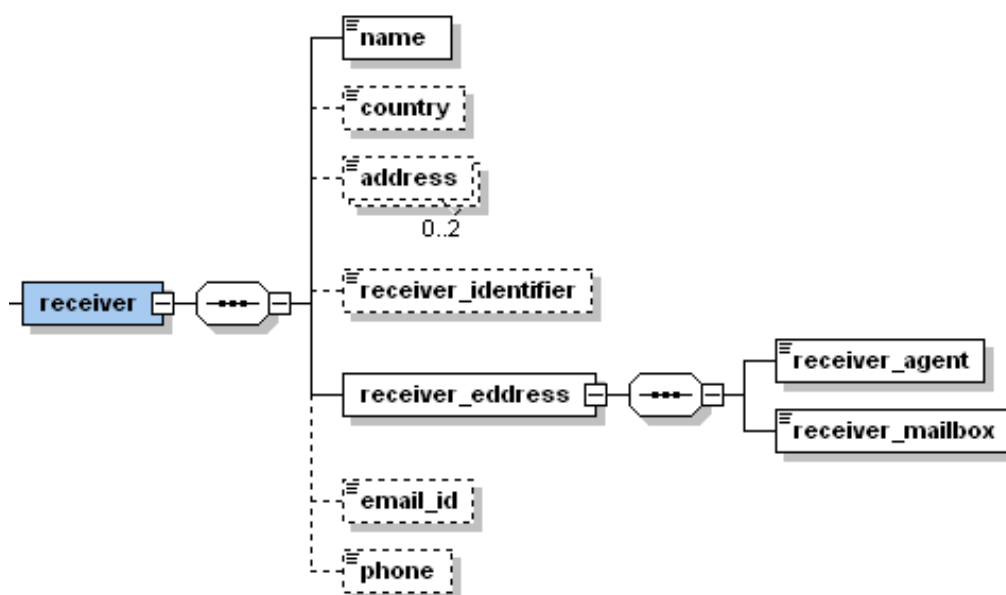 name
country
address
0..2
receiver_identifier
receiver
receiver_eddress
receiver_agent
receiver_mailbox
email_id
phone